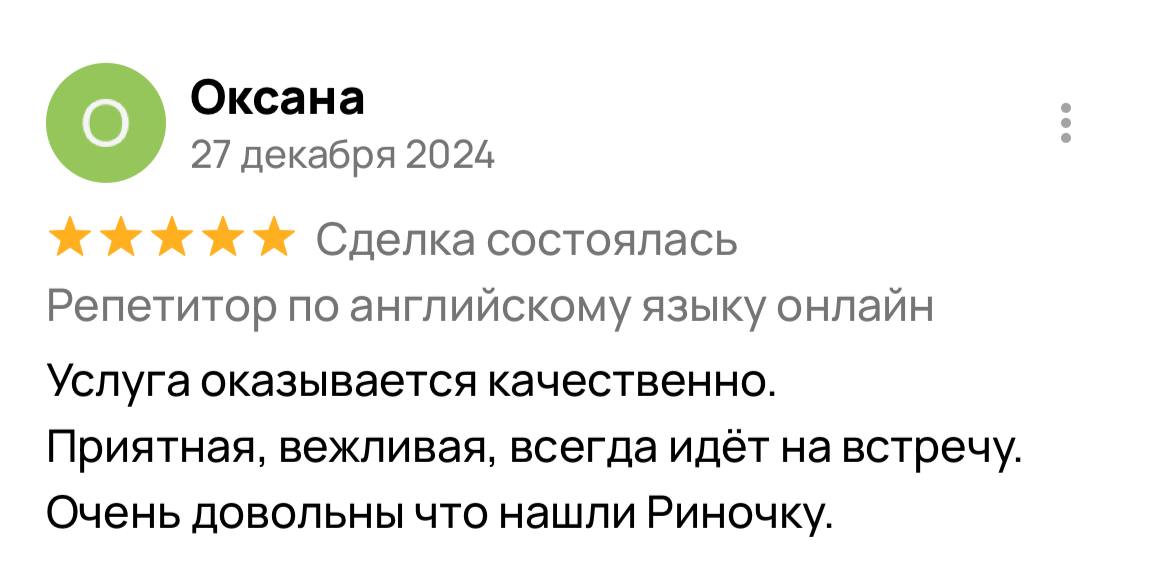 О
Оксана
27 декабря 2024
Сделка состоялась
Репетитор по английскому языку онлайн
Услуга оказывается качественно.
Приятная, вежливая, всегда идёт на встречу.
Очень довольны что нашли Риночку.